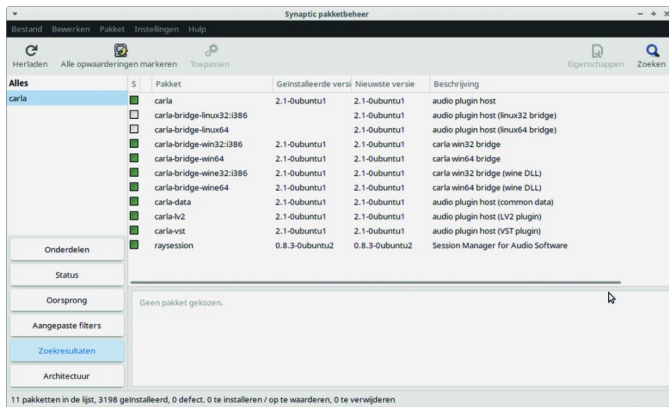 Synaptic pakketbeheer
Bestand Bewerken Pakket Instellingen Hulp
Herladen Alle opwaarderingen markeren Toepassen Eigenschappen Zoeken
Alles
carla
S Pakket Geïnstalleerde versi Nieuwste versie Beschrijving
carla 2.1-0ubuntu1 2.1-0ubuntu1 audio plugin host
carla-bridge-linux32:i386 2.1-0ubuntu1 audio plugin host (linux32 bridge)
carla-bridge-linux64 2.1-0ubuntu1 audio plugin host (linux64 bridge)
carla-bridge-win32:i386 2.1-0ubuntu1 2.1-0ubuntu1 carla win32 bridge
carla-bridge-win64 2.1-0ubuntu1 2.1-0ubuntu1 carla win64 bridge
carla-bridge-wine32:i386 2.1-0ubuntu1 2.1-0ubuntu1 carla win32 bridge (wine DLL)
carla-bridge-wine64 2.1-0ubuntu1 2.1-0ubuntu1 carla win64 bridge (wine DLL)
carla-data 2.1-0ubuntu1 2.1-0ubuntu1 audio plugin host (common data)
carla-lv2 2.1-0ubuntu1 2.1-0ubuntu1 audio plugin host (LV2 plugin)
carla-vst 2.1-0ubuntu1 2.1-0ubuntu1 audio plugin host (VST plugin)
raysession 0.8.3-0ubuntu2 0.8.3-0ubuntu2 Session Manager for Audio Software
Onderdelen
Status
Oorsprong
Aangepaste filters
Zoekresultaten
Architectuur
Geen pakket gekozen.
11 pakketten in de lijst, 3198 geïnstalleerd, 0 defect. 0 te installeren / op te waarderen, 0 te verwijderen